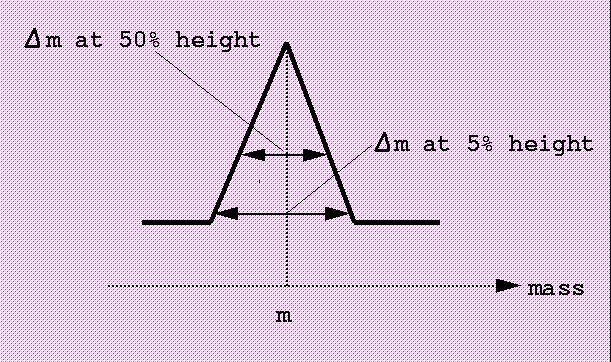 Δm at 50% height
Δm at 5% height
mass
m